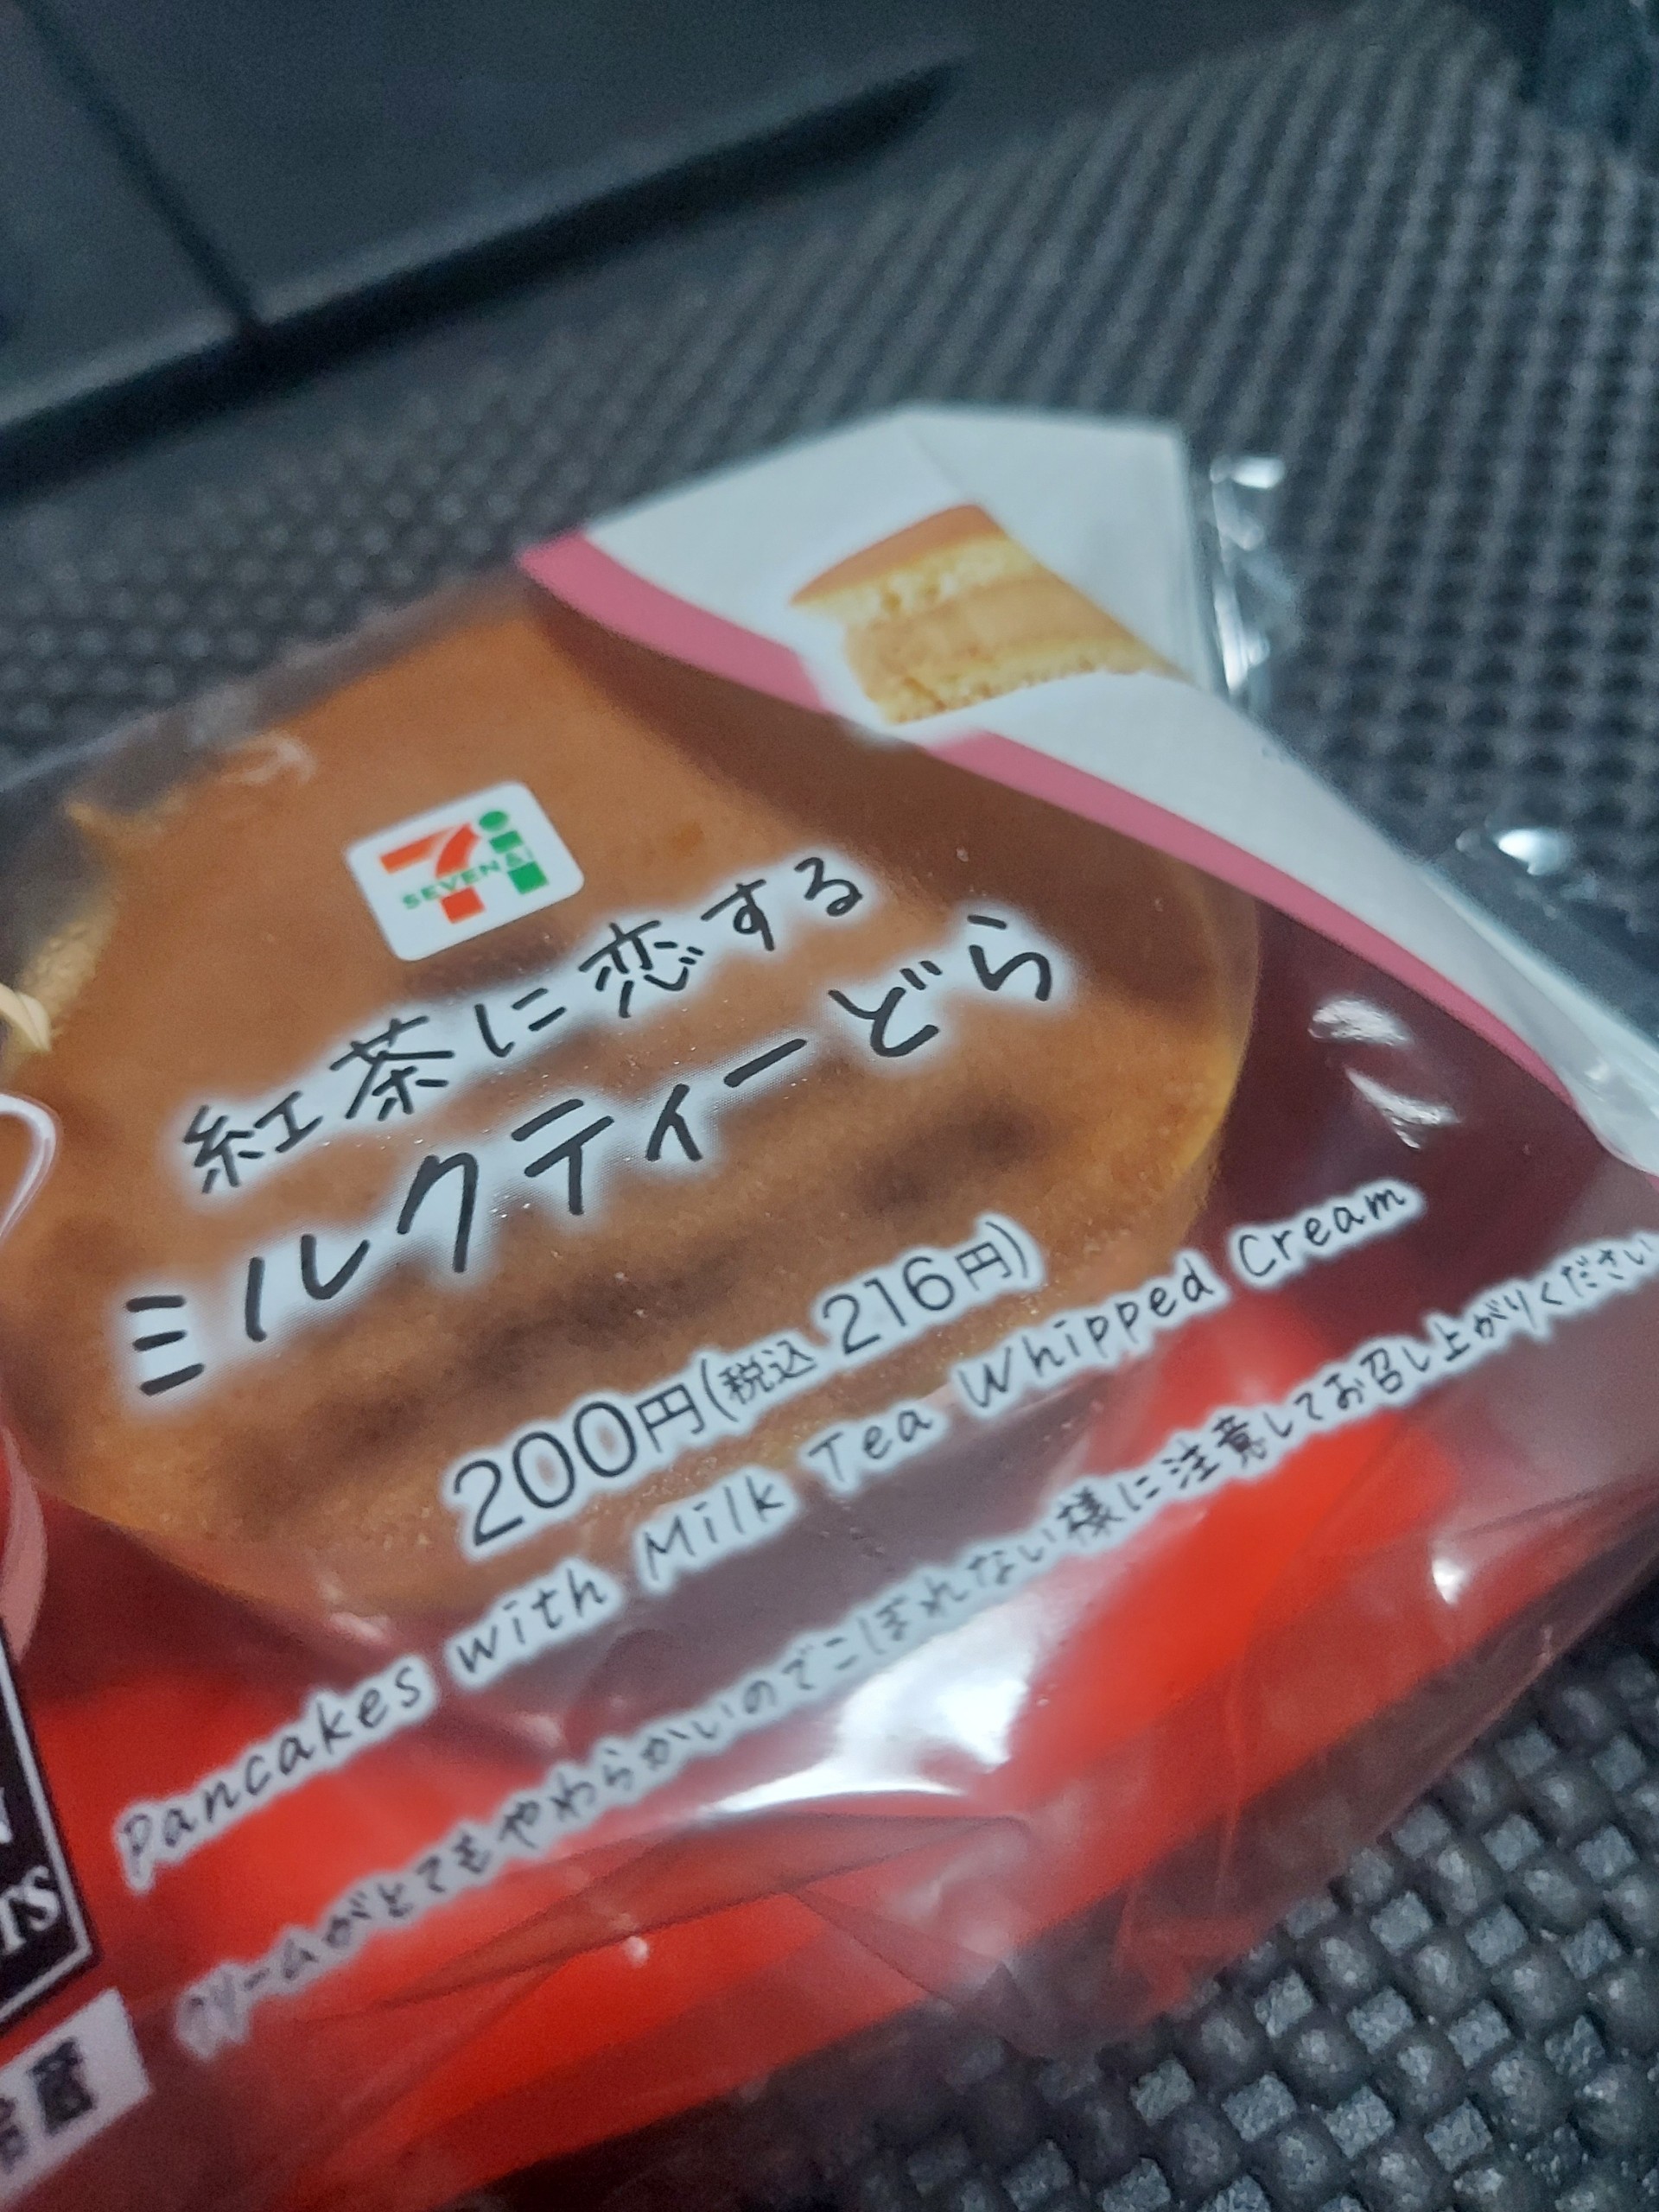 SEVEN&i
紅茶に恋する
ミルクティーどら
200円(税込 216円)
Pancakes with Milk Tea Whipped Cream
クリームがとてもやわらかいのでこぼれない様に注意してお召し上がりください